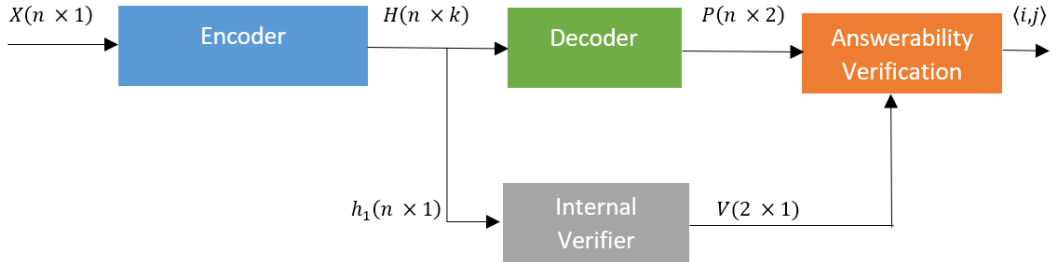 X(n × 1)
Encoder
H(n × k)
Decoder
P(n × 2)
Answerability
Verification
⟨i,j⟩
h₁(n × 1)
Internal
Verifier
V(2 × 1)